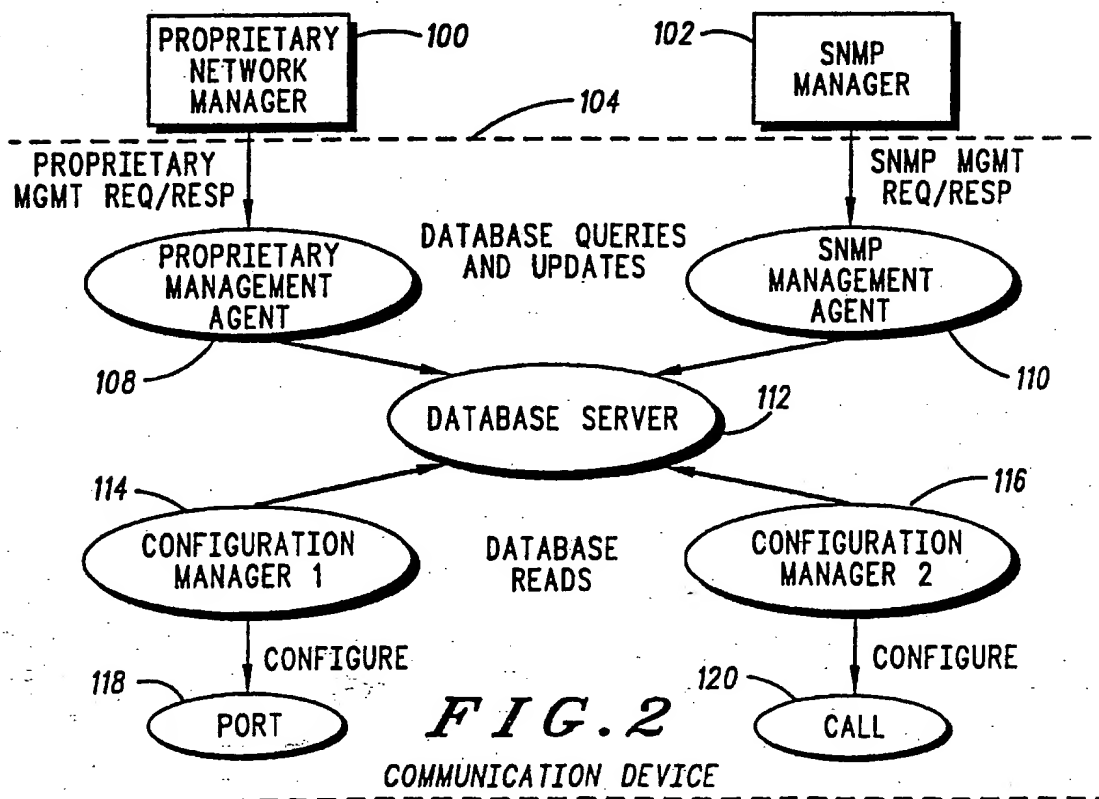 PROPRIETARY
NETWORK
MANAGER
100
102
SNMP
MANAGER
104
PROPRIETARY
MGMT REQ/RESP
SNMP MGMT
REQ/RESP
DATABASE QUERIES
AND UPDATES
PROPRIETARY
MANAGEMENT
AGENT
SNMP
MANAGEMENT
AGENT
108
110
DATABASE SERVER
112
114
116
CONFIGURATION
MANAGER 1
DATABASE
READS
CONFIGURATION
MANAGER 2
CONFIGURE
CONFIGURE
118
PORT
120
CALL
FIG.2
COMMUNICATION DEVICE